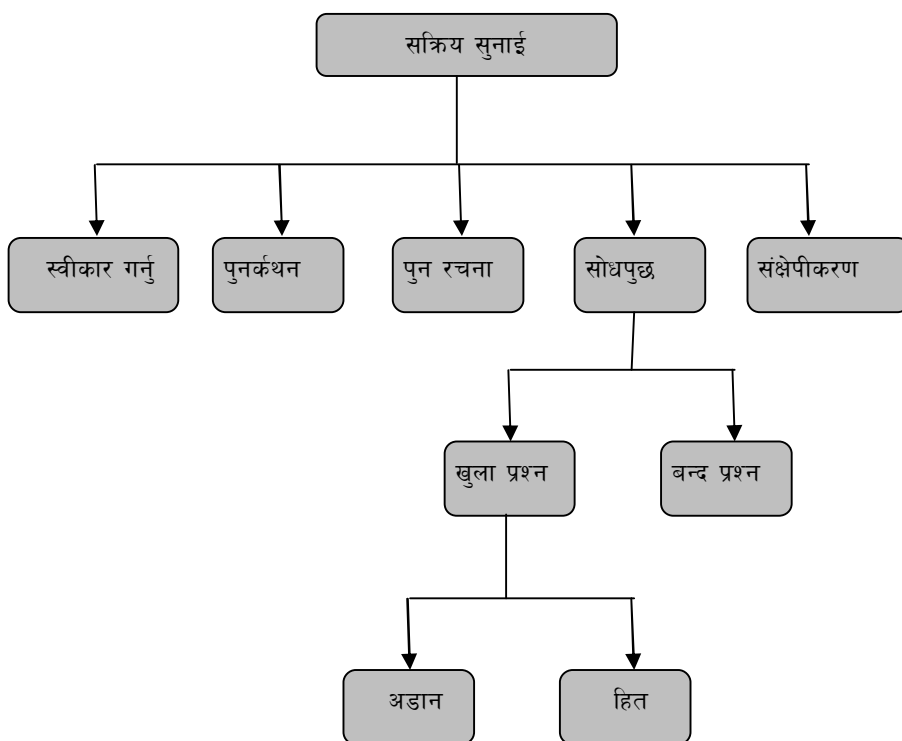 सक्रिय सुनाई
स्वीकार गर्नु
पुनर्कथन
पुन रचना
सोधपुछ
संक्षेपीकरण
खुला प्रश्न
बन्द प्रश्न
अडान
हित